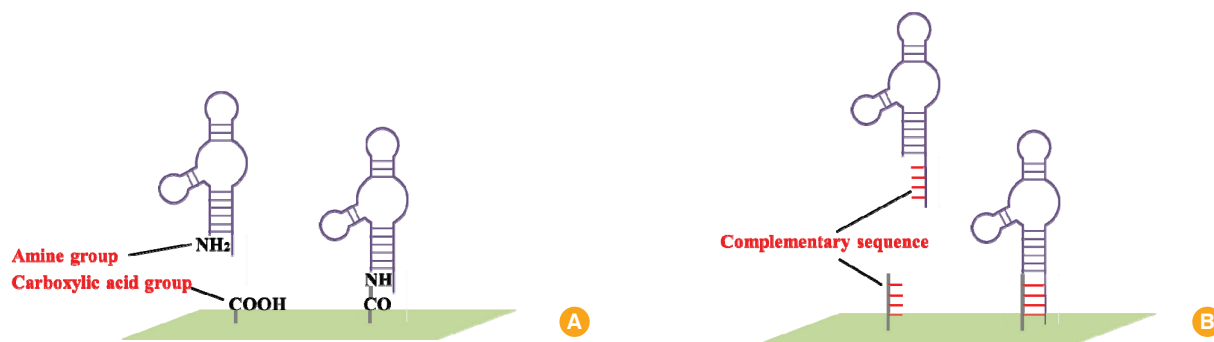 NH₂
Amine group
Carboxylic acid group
COOH
NH
CO
A
Complementary sequence
B